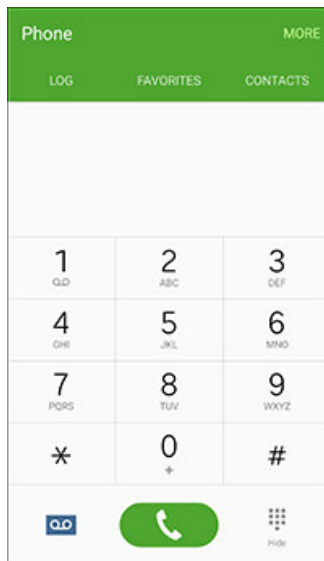 Phone MORE
LOG FAVORITES CONTACTS
1 2 3
ABC DEF
4 5 6
GHI JKL MNO
7 8 9
PQRS TUV WXYZ
* 0 #
+
Hide